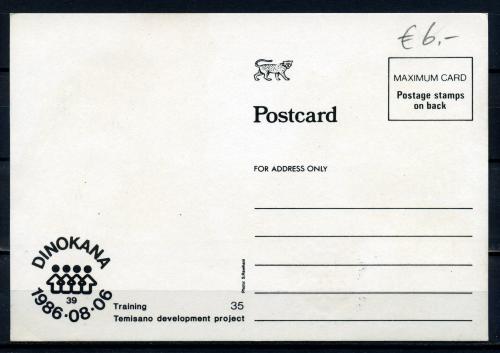 €6,-
MAXIMUM CARD
Postage stamps
on back
Postcard
FOR ADDRESS ONLY
DINOKANA
39
1986·08·06
Training 35
Temisano development project